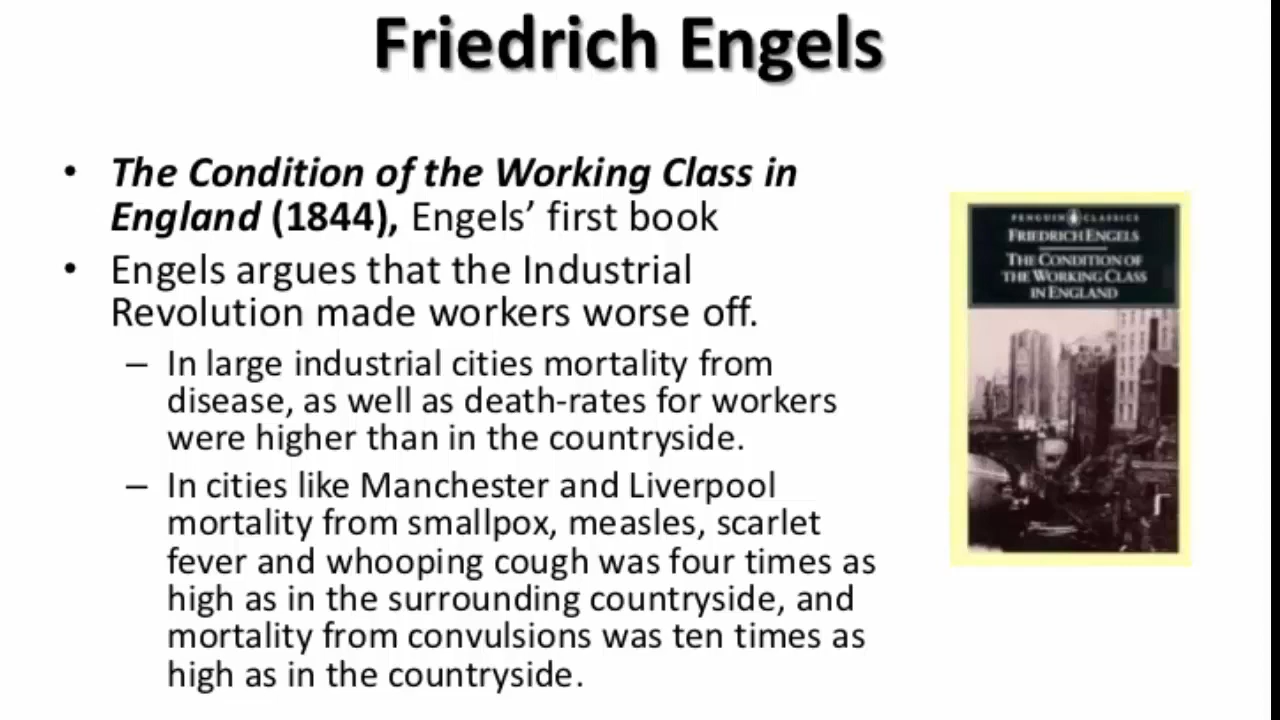 Friedrich Engels
• The Condition of the Working Class in
England (1844), Engels’ first book
• Engels argues that the Industrial
Revolution made workers worse off.
– In large industrial cities mortality from
disease, as well as death-rates for workers
were higher than in the countryside.
– In cities like Manchester and Liverpool
mortality from smallpox, measles, scarlet
fever and whooping cough was four times as
high as in the surrounding countryside, and
mortality from convulsions was ten times as
high as in the countryside.
PENGUIN CLASSICS
FRIEDRICH ENGELS
THE CONDITION OF
THE WORKING CLASS
IN ENGLAND